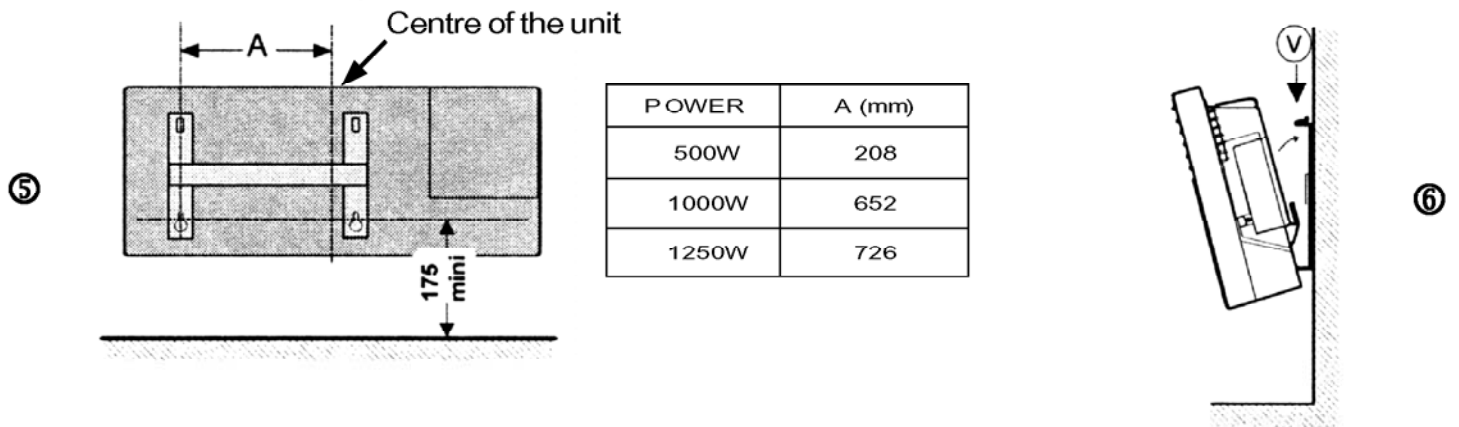 Centre of the unit
A
⑤
175
mini
POWER A (mm)
500W 208
1000W 652
1250W 726
V
⑥